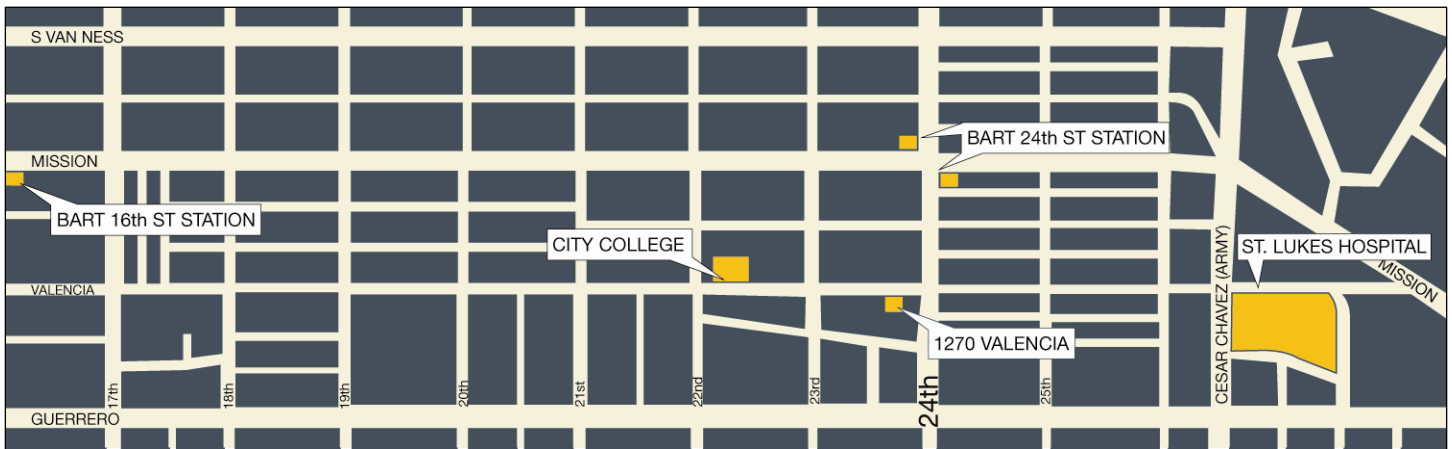 S VAN NESS
BART 24th ST STATION
MISSION
BART 16th ST STATION
CITY COLLEGE
ST. LUKES HOSPITAL
MISSION
VALENCIA
1270 VALENCIA
CESAR CHAVEZ (ARMY)
17th
18th
19th
20th
21st
22nd
23rd
24th
25th
GUERRERO